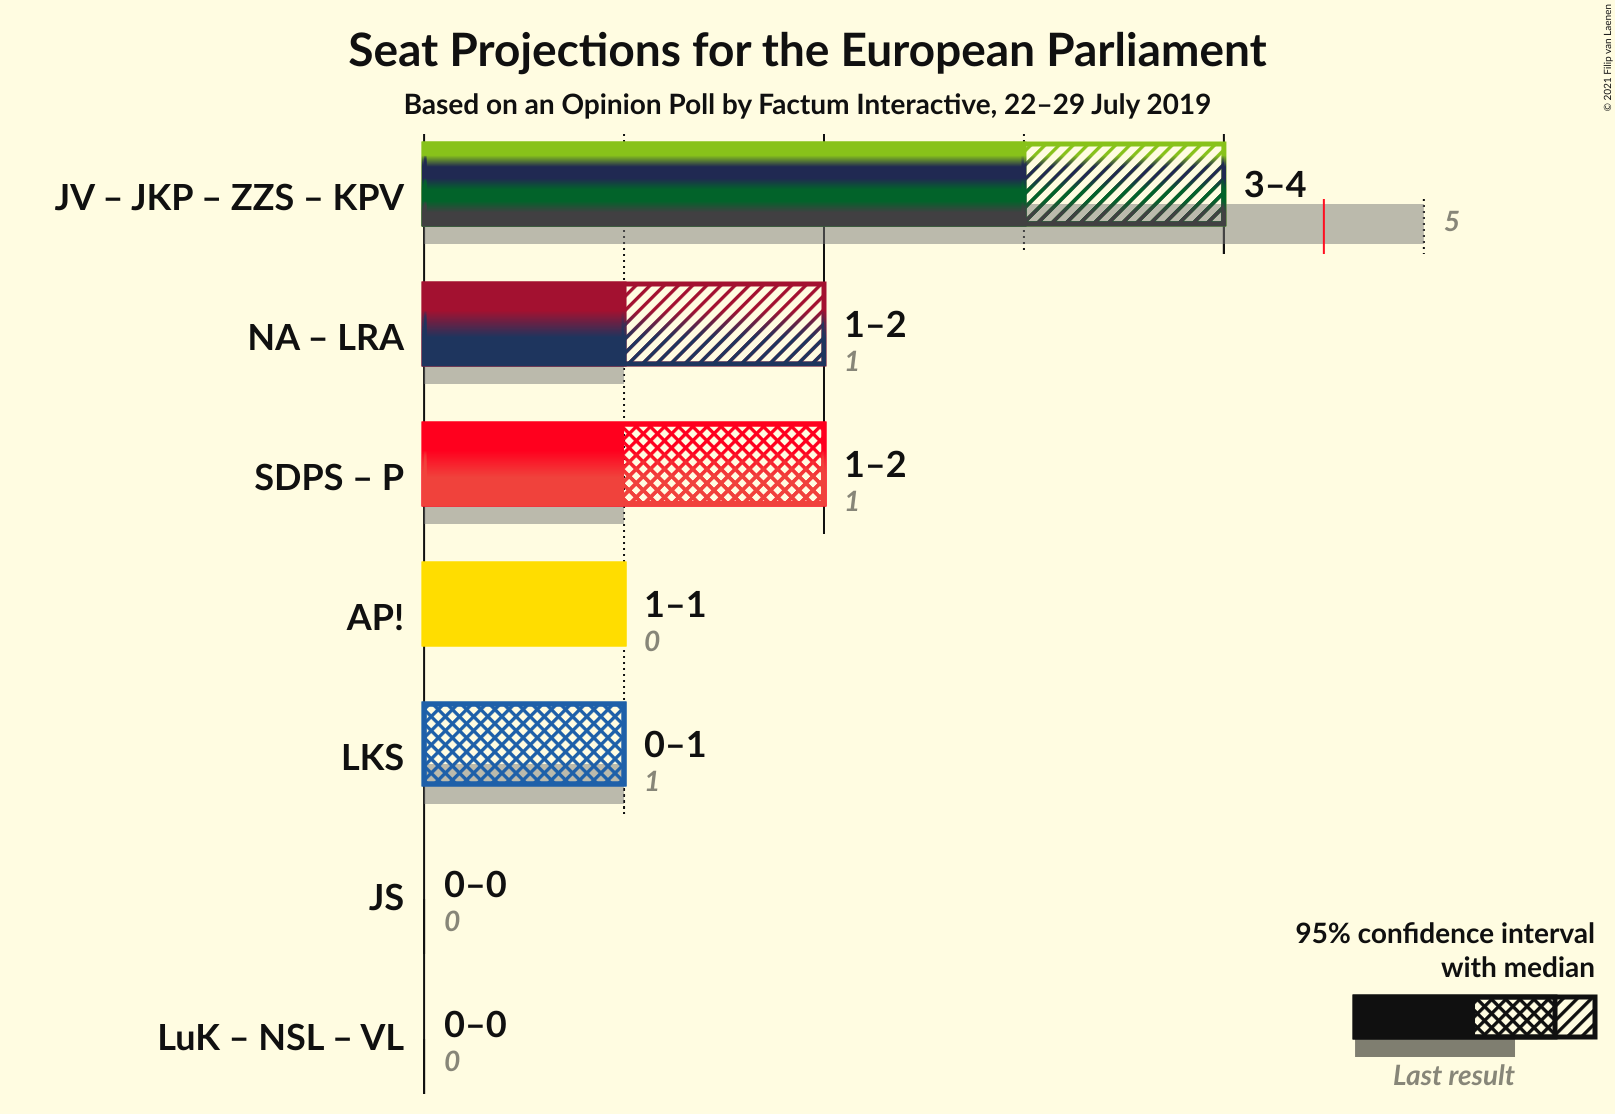 Seat Projections for the European Parliament
Based on an Opinion Poll by Factum Interactive, 22–29 July 2019
© 2021 Filip van Laenen
JV – JKP – ZZS – KPV
3–4
5
NA – LRA
1–2
1
SDPS – P
1–2
1
AP!
1–1
0
LKS
0–1
1
JS
0–0
0
LuK – NSL – VL
0–0
0
95% confidence interval
with median
Last result